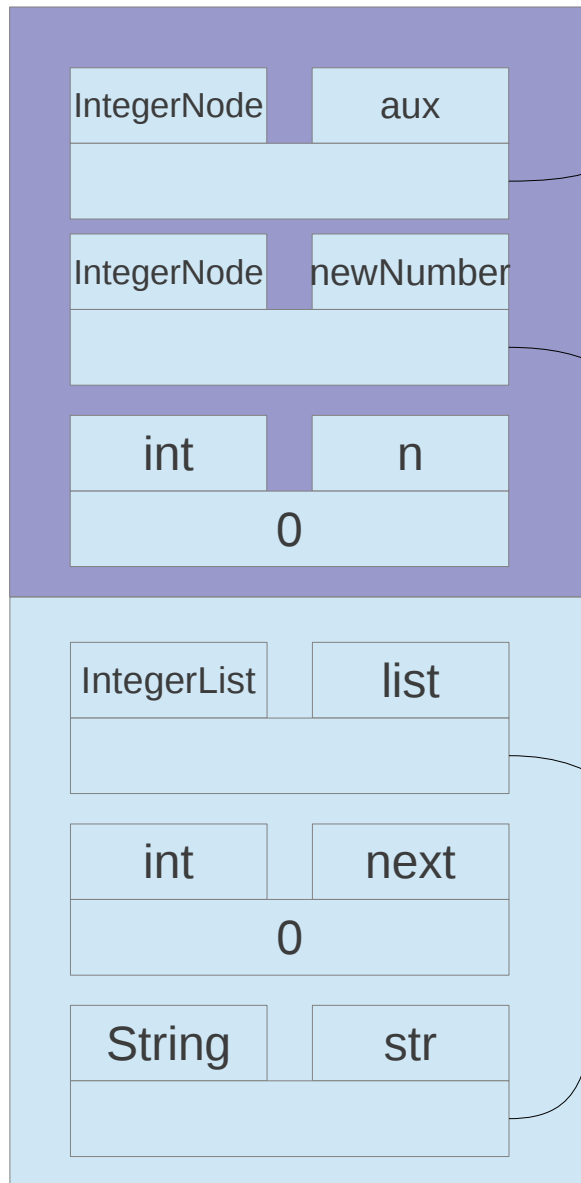 IntegerNode aux
IntegerNode newNumber
int n
0
IntegerList list
int next
0
String str